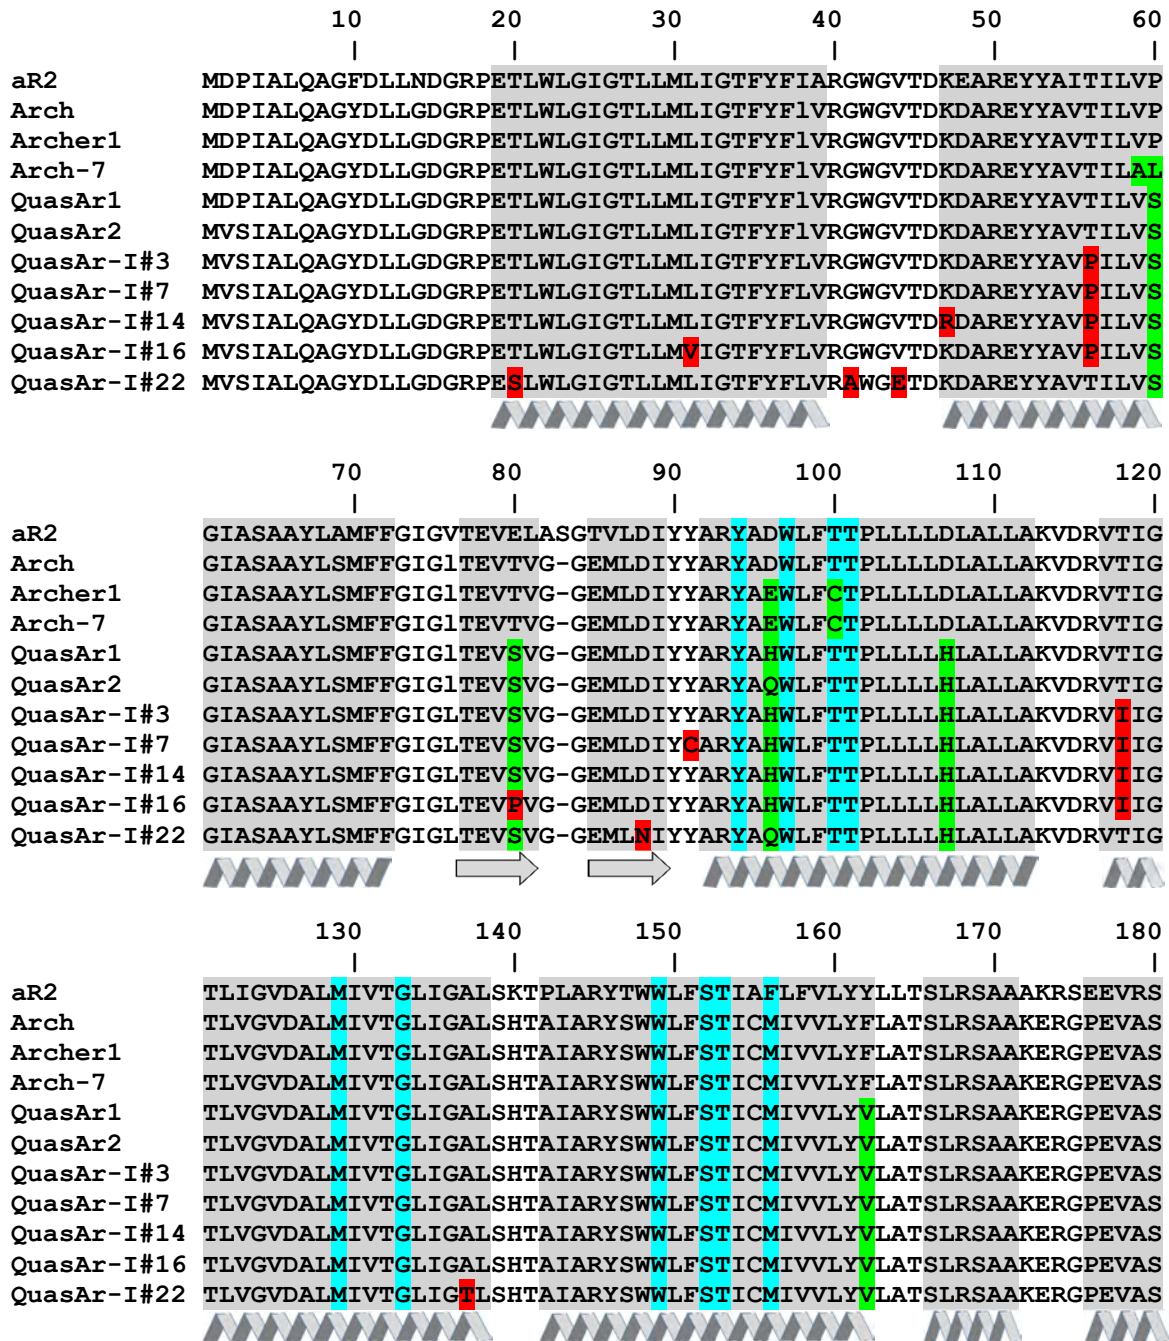 10 20 30 40 50 60
aR2 MDPIALQAGFDLLNDGRPETLWLGIGTLLMLIGTFYFIARGWGVTDKEAREYYAITILVP
Arch MDPIALQAGYDLLGDGRPETLWLGIGTLLMLIGTFYFlVRGWGVTDKDAREYYAVTILVP
Archer1 MDPIALQAGYDLLGDGRPETLWLGIGTLLMLIGTFYFlVRGWGVTDKDAREYYAVTILVP
Arch-7 MDPIALQAGYDLLGDGRPETLWLGIGTLLMLIGTFYFlVRGWGVTDKDAREYYAVTILAL
QuasAr1 MDPIALQAGYDLLGDGRPETLWLGIGTLLMLIGTFYFlVRGWGVTDKDAREYYAVTILVS
QuasAr2 MVSIALQAGYDLLGDGRPETLWLGIGTLLMLIGTFYFlVRGWGVTDKDAREYYAVTILVS
QuasAr-I#3 MVSIALQAGYDLLGDGRPETLWLGIGTLLMLIGTFYFLVRGWGVTDKDAREYYAVPILVS
QuasAr-I#7 MVSIALQAGYDLLGDGRPETLWLGIGTLLMLIGTFYFLVRGWGVTDKDAREYYAVPILVS
QuasAr-I#14 MVSIALQAGYDLLGDGRPETLWLGIGTLLMLIGTFYFLVRGWGVTDRDAREYYAVPILVS
QuasAr-I#16 MVSIALQAGYDLLGDGRPETLWLGIGTLLMVIGTFYFLVRGWGVTDKDAREYYAVPILVS
QuasAr-I#22 MVSIALQAGYDLLGDGRPESLWLGIGTLLMLIGTFYFLVRAWGETDKDAREYYAVTILVS
70 80 90 100 110 120
aR2 GIASAAYLAMFFGIGVTEVELASGTVLDIYYARYADWLFTTPLLLLDLALLAKVDRVTIG
Arch GIASAAYLSMFFGIGlTEVTVG-GEMLDIYYARYADWLFTTPLLLLDLALLAKVDRVTIG
Archer1 GIASAAYLSMFFGIGlTEVTVG-GEMLDIYYARYAEWLFCTPLLLLDLALLAKVDRVTIG
Arch-7 GIASAAYLSMFFGIGlTEVTVG-GEMLDIYYARYAEWLFCTPLLLLDLALLAKVDRVTIG
QuasAr1 GIASAAYLSMFFGIGlTEVSVG-GEMLDIYYARYAHWLFTTPLLLLHLALLAKVDRVTIG
QuasAr2 GIASAAYLSMFFGIGlTEVSVG-GEMLDIYYARYAQWLFTTPLLLLHLALLAKVDRVTIG
QuasAr-I#3 GIASAAYLSMFFGIGLTEVSVG-GEMLDIYYARYAHWLFTTPLLLLHLALLAKVDRVIIG
QuasAr-I#7 GIASAAYLSMFFGIGLTEVSVG-GEMLDIYCARYAHWLFTTPLLLLHLALLAKVDRVIIG
QuasAr-I#14 GIASAAYLSMFFGIGLTEVSVG-GEMLDIYYARYAHWLFTTPLLLLHLALLAKVDRVIIG
QuasAr-I#16 GIASAAYLSMFFGIGLTEVPVG-GEMLDIYYARYAHWLFTTPLLLLHLALLAKVDRVIIG
QuasAr-I#22 GIASAAYLSMFFGIGLTEVSVG-GEMLNIYYARYAQWLFTTPLLLLHLALLAKVDRVTIG
130 140 150 160 170 180
aR2 TLIGVDALMIVTGLIGALSKTPLARYTWWLFSTIAFLFVLYYLLTSLRSAAAKRSEEVRS
Arch TLVGVDALMIVTGLIGALSHTAIARYSWWLFSTICMIVVLYFLATSLRSAAKERGPEVAS
Archer1 TLVGVDALMIVTGLIGALSHTAIARYSWWLFSTICMIVVLYFLATSLRSAAKERGPEVAS
Arch-7 TLVGVDALMIVTGLIGALSHTAIARYSWWLFSTICMIVVLYFLATSLRSAAKERGPEVAS
QuasAr1 TLVGVDALMIVTGLIGALSHTAIARYSWWLFSTICMIVVLYVLATSLRSAAKERGPEVAS
QuasAr2 TLVGVDALMIVTGLIGALSHTAIARYSWWLFSTICMIVVLYVLATSLRSAAKERGPEVAS
QuasAr-I#3 TLVGVDALMIVTGLIGALSHTAIARYSWWLFSTICMIVVLYVLATSLRSAAKERGPEVAS
QuasAr-I#7 TLVGVDALMIVTGLIGALSHTAIARYSWWLFSTICMIVVLYVLATSLRSAAKERGPEVAS
QuasAr-I#14 TLVGVDALMIVTGLIGALSHTAIARYSWWLFSTICMIVVLYVLATSLRSAAKERGPEVAS
QuasAr-I#16 TLVGVDALMIVTGLIGALSHTAIARYSWWLFSTICMIVVLYVLATSLRSAAKERGPEVAS
QuasAr-I#22 TLVGVDALMIVTGLIGTLSHTAIARYSWWLFSTICMIVVLYVLATSLRSAAKERGPEVAS